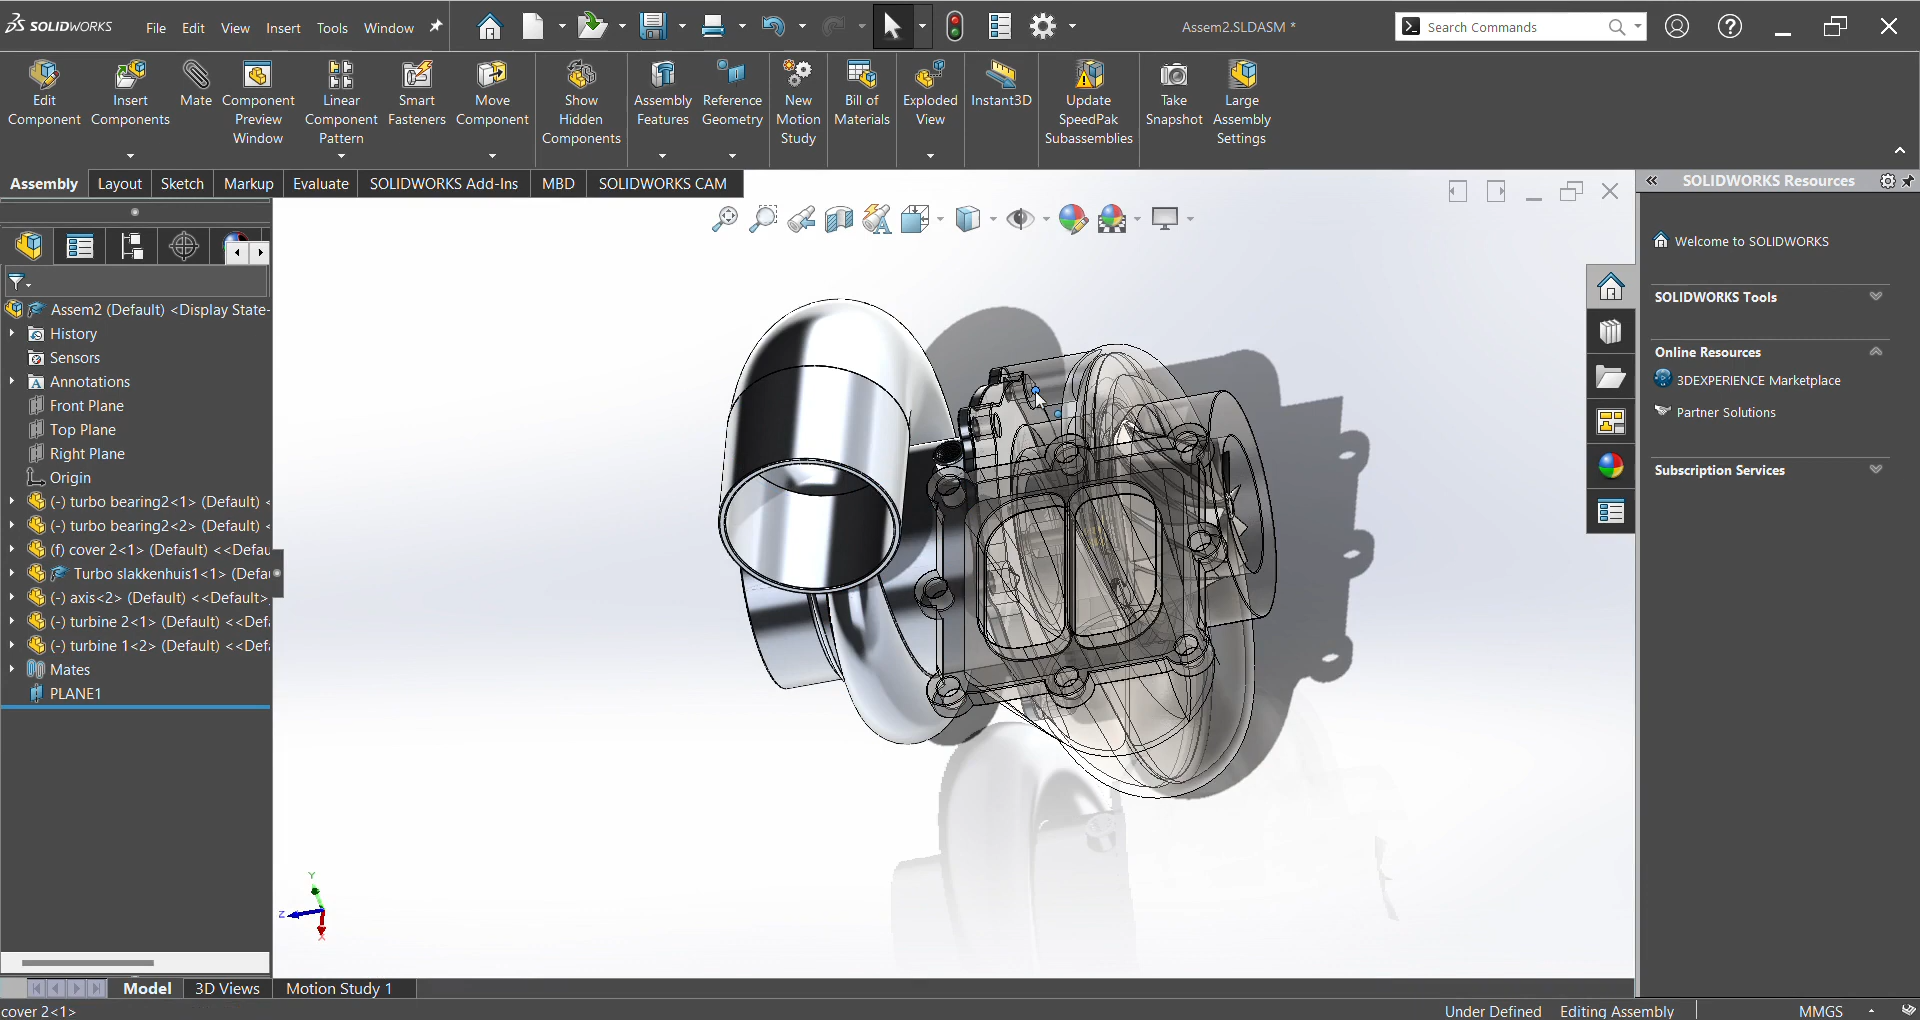 SOLIDWORKS
File Edit View Insert Tools Window
Assem2.SLDASM *
Search Commands
Edit Component
Insert Components
Mate
Component Preview Window
Linear Component Pattern
Smart Fasteners
Move Component
Show Hidden Components
Assembly Features
Reference Geometry
New Motion Study
Bill of Materials
Exploded View
Instant3D
Update SpeedPak Subassemblies
Take Snapshot
Large Assembly Settings
Assembly Layout Sketch Markup Evaluate SOLIDWORKS Add-Ins MBD SOLIDWORKS CAM
SOLIDWORKS Resources
Welcome to SOLIDWORKS
SOLIDWORKS Tools
Online Resources
3DEXPERIENCE Marketplace
Partner Solutions
Subscription Services
Assem2 (Default) <Display State-
History
Sensors
Annotations
Front Plane
Top Plane
Right Plane
Origin
(-) turbo bearing2<1> (Default) <
(-) turbo bearing2<2> (Default) <
(f) cover 2<1> (Default) <<Defau
Turbo slakkenhuis1<1> (Defau
(-) axis<2> (Default) <<Default>
(-) turbine 2<1> (Default) <<Def
(-) turbine 1<2> (Default) <<Def
Mates
PLANE1
Y
Z
X
Model 3D Views Motion Study 1
cover 2<1>
Under Defined Editing Assembly MMGS